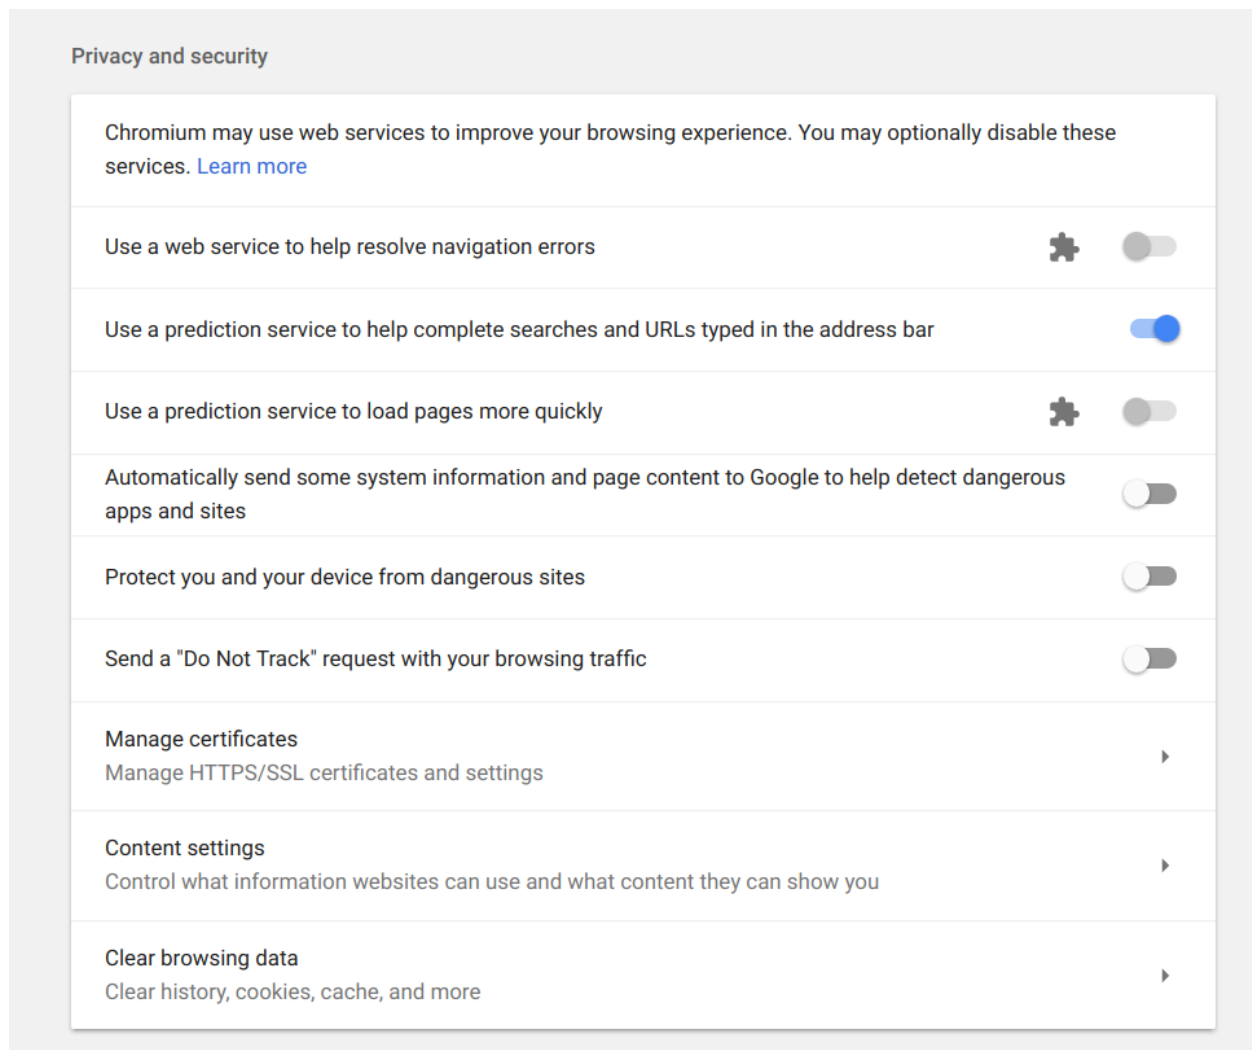 Privacy and security
Chromium may use web services to improve your browsing experience. You may optionally disable these
services. Learn more
Use a web service to help resolve navigation errors
Use a prediction service to help complete searches and URLs typed in the address bar
Use a prediction service to load pages more quickly
Automatically send some system information and page content to Google to help detect dangerous
apps and sites
Protect you and your device from dangerous sites
Send a "Do Not Track" request with your browsing traffic
Manage certificates
Manage HTTPS/SSL certificates and settings
Content settings
Control what information websites can use and what content they can show you
Clear browsing data
Clear history, cookies, cache, and more